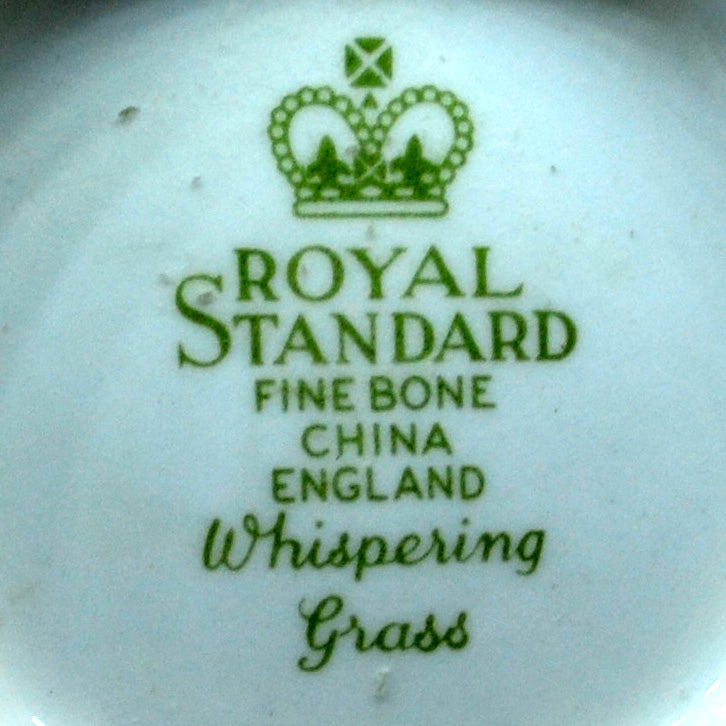 ROYAL
STANDARD
FINE BONE
CHINA
ENGLAND
Whispering
Grass